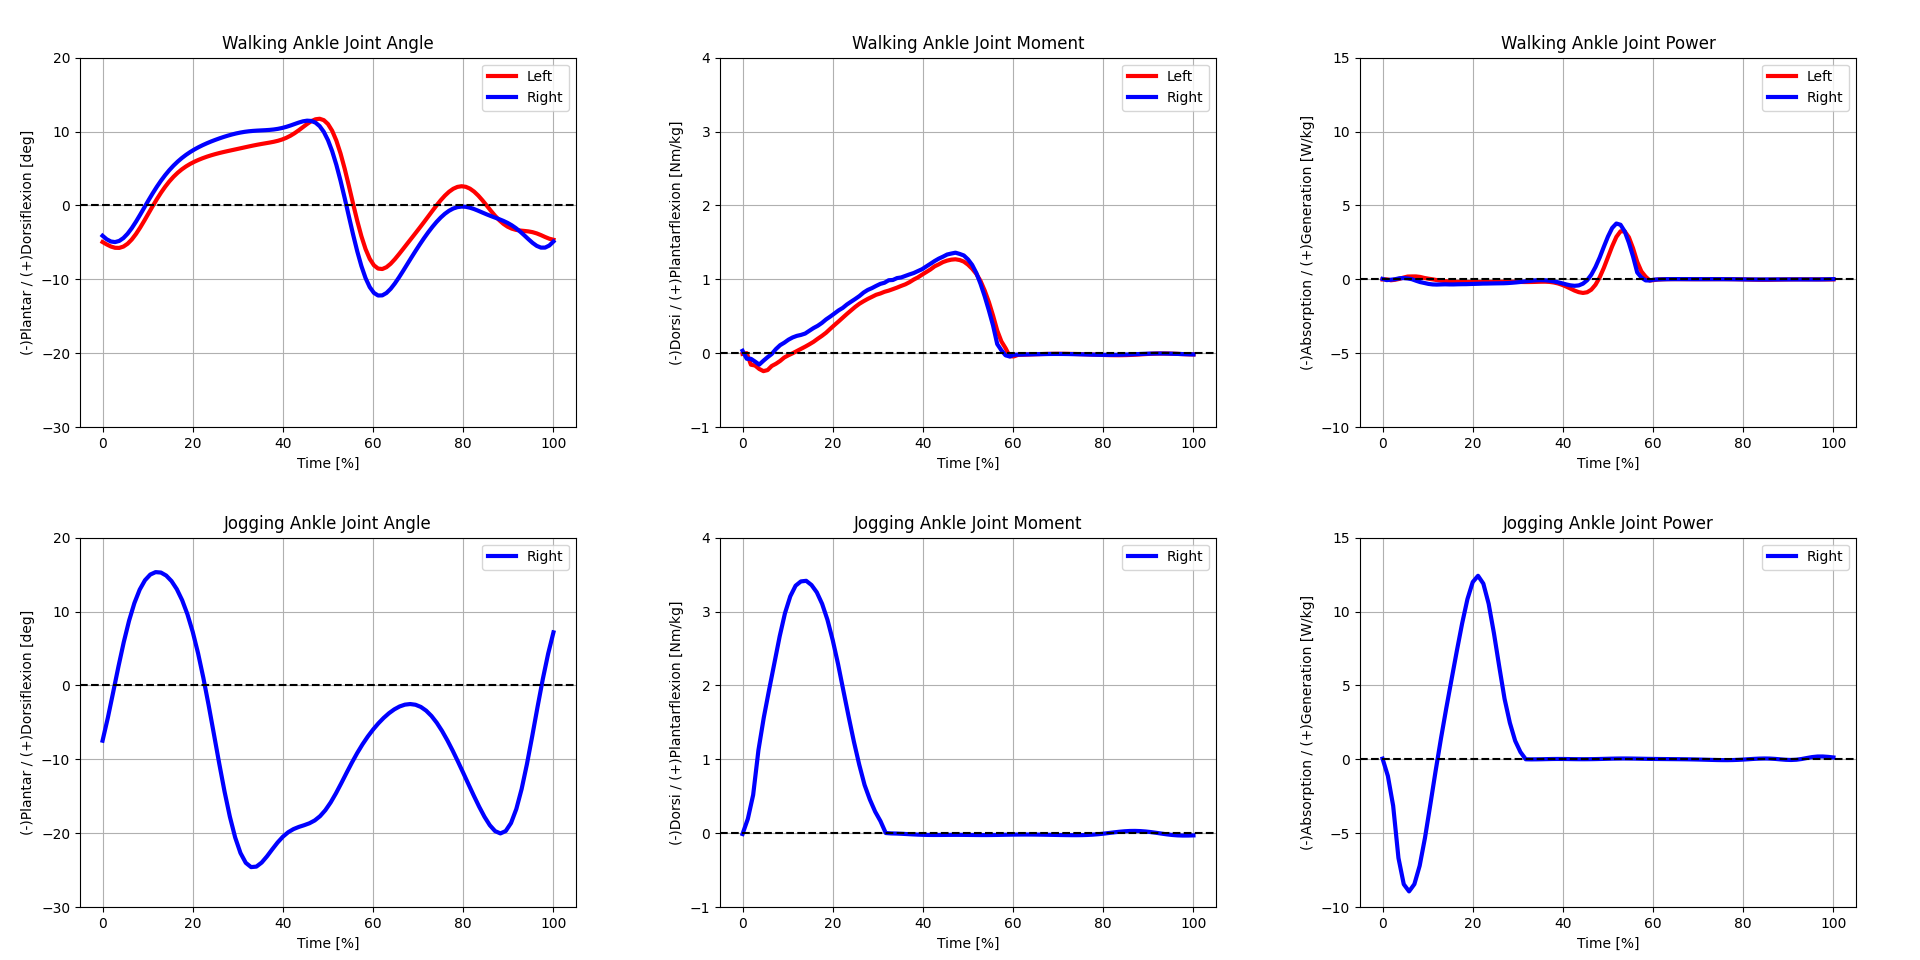 Walking Ankle Joint Angle
(-)Plantar / (+)Dorsiflexion [deg]
20
10
0
−10
−20
−30
Left
Right
0 20 40 60 80 100
Time [%]
Walking Ankle Joint Moment
(-)Dorsi / (+)Plantarflexion [Nm/kg]
4
3
2
1
0
−1
Left
Right
0 20 40 60 80 100
Time [%]
Walking Ankle Joint Power
(-)Absorption / (+)Generation [W/kg]
15
10
5
0
−5
−10
Left
Right
0 20 40 60 80 100
Time [%]
Jogging Ankle Joint Angle
(-)Plantar / (+)Dorsiflexion [deg]
20
10
0
−10
−20
−30
Right
0 20 40 60 80 100
Time [%]
Jogging Ankle Joint Moment
(-)Dorsi / (+)Plantarflexion [Nm/kg]
4
3
2
1
0
−1
Right
0 20 40 60 80 100
Time [%]
Jogging Ankle Joint Power
(-)Absorption / (+)Generation [W/kg]
15
10
5
0
−5
−10
Right
0 20 40 60 80 100
Time [%]